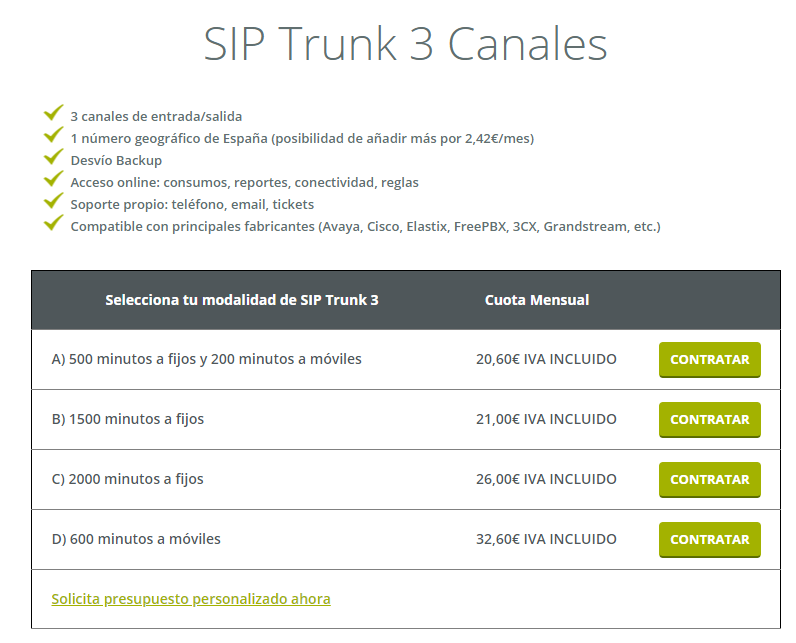 SIP Trunk 3 Canales
3 canales de entrada/salida
1 número geográfico de España (posibilidad de añadir más por 2,42€/mes)
Desvío Backup
Acceso online: consumos, reportes, conectividad, reglas
Soporte propio: teléfono, email, tickets
Compatible con principales fabricantes (Avaya, Cisco, Elastix, FreePBX, 3CX, Grandstream, etc.)
Selecciona tu modalidad de SIP Trunk 3 Cuota Mensual
A) 500 minutos a fijos y 200 minutos a móviles 20,60€ IVA INCLUIDO CONTRATAR
B) 1500 minutos a fijos 21,00€ IVA INCLUIDO CONTRATAR
C) 2000 minutos a fijos 26,00€ IVA INCLUIDO CONTRATAR
D) 600 minutos a móviles 32,60€ IVA INCLUIDO CONTRATAR
Solicita presupuesto personalizado ahora